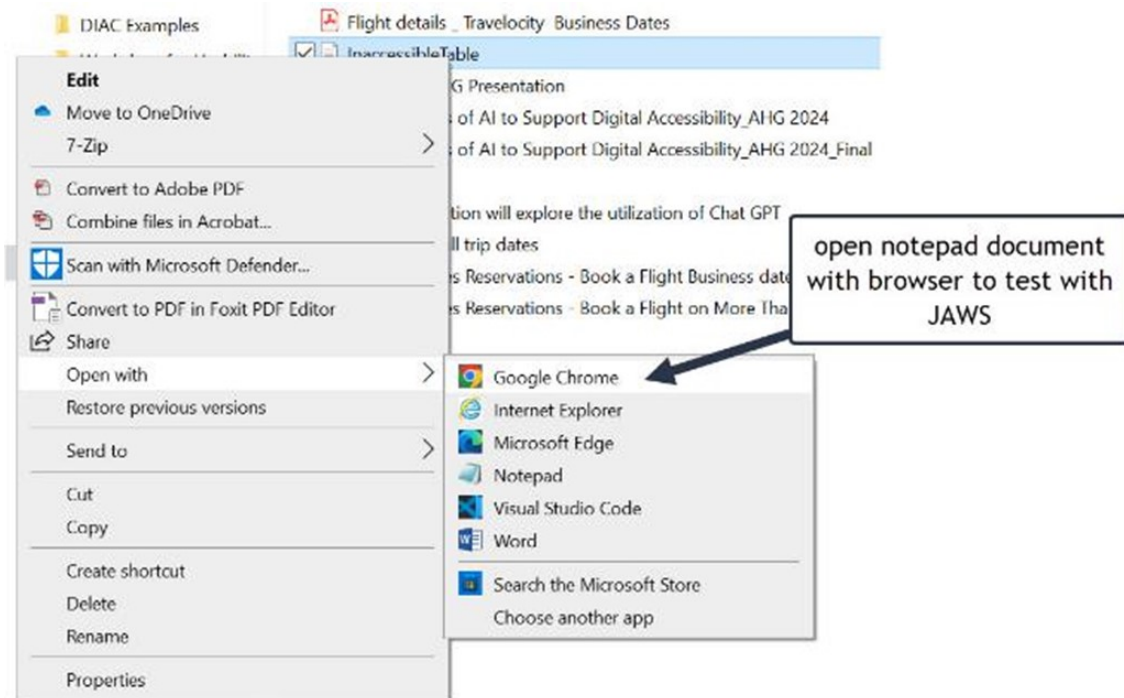 DIAC Examples
Flight details _ Travelocity Business Dates
InaccessibleTable
G Presentation
of AI to Support Digital Accessibility_AHG 2024
of AI to Support Digital Accessibility_AHG 2024_Final
tion will explore the utilization of Chat GPT
ll trip dates
s Reservations - Book a Flight Business date
s Reservations - Book a Flight on More Tha
Edit
Move to OneDrive
7-Zip
Convert to Adobe PDF
Combine files in Acrobat...
Scan with Microsoft Defender...
Convert to PDF in Foxit PDF Editor
Share
Open with
Restore previous versions
Send to
Cut
Copy
Create shortcut
Delete
Rename
Properties
Google Chrome
Internet Explorer
Microsoft Edge
Notepad
Visual Studio Code
Word
Search the Microsoft Store
Choose another app
open notepad document
with browser to test with
JAWS